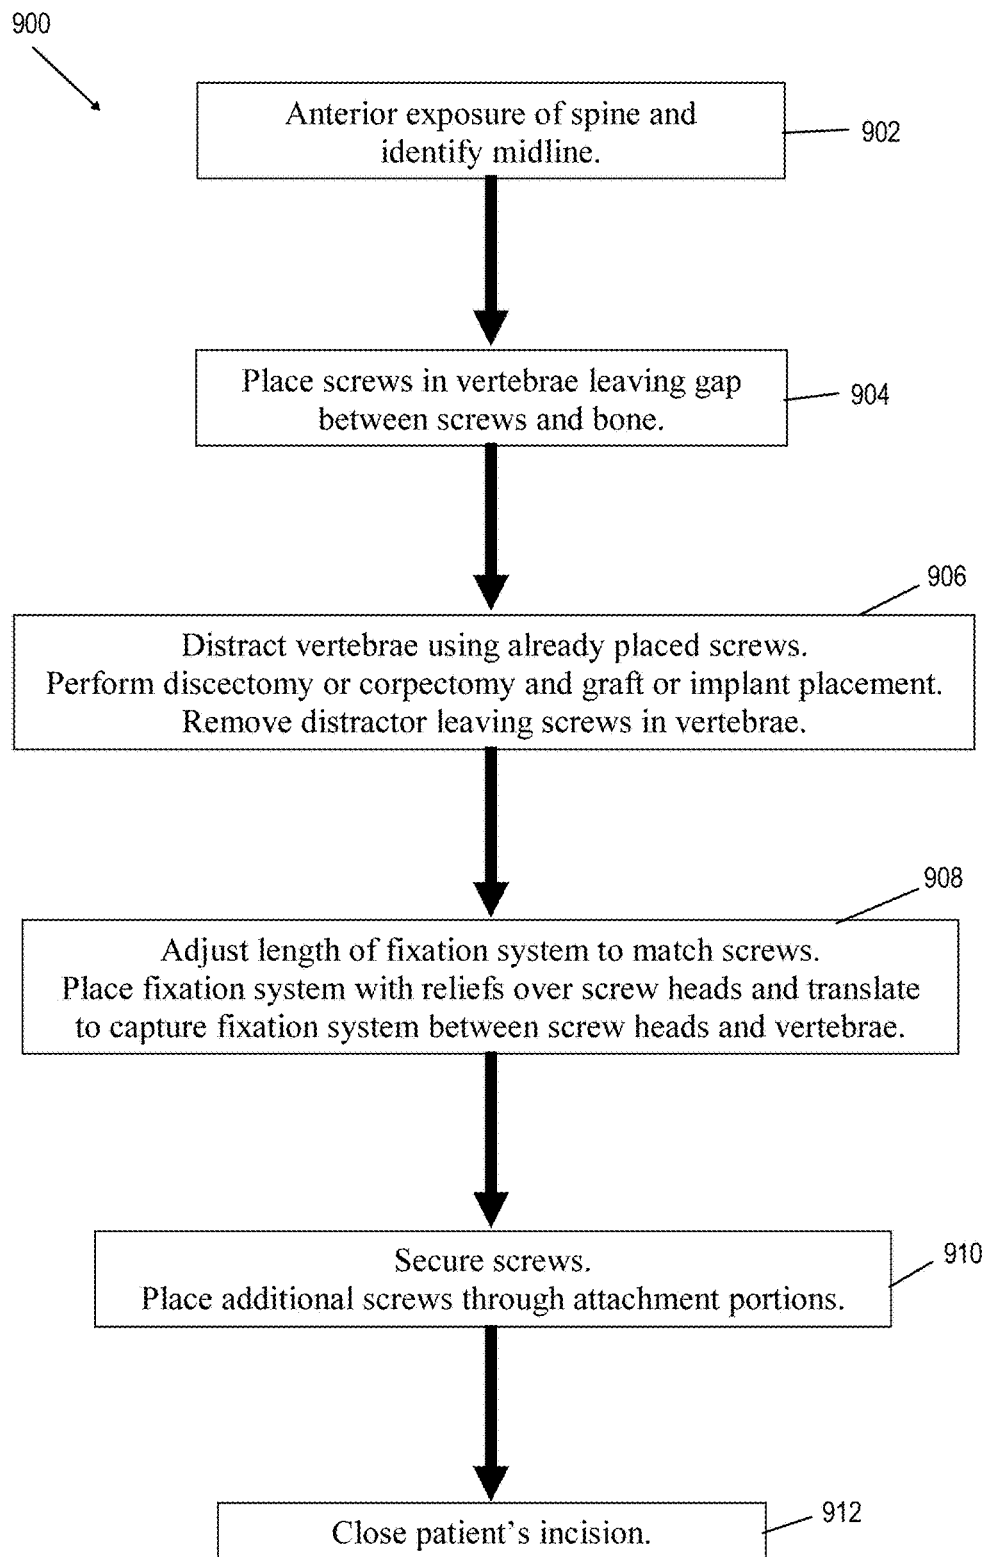 900
Anterior exposure of spine and
identify midline.
902
Place screws in vertebrae leaving gap
between screws and bone.
904
906
Distract vertebrae using already placed screws.
Perform discectomy or corpectomy and graft or implant placement.
Remove distractor leaving screws in vertebrae.
908
Adjust length of fixation system to match screws.
Place fixation system with reliefs over screw heads and translate
to capture fixation system between screw heads and vertebrae.
910
Secure screws.
Place additional screws through attachment portions.
912
Close patient's incision.